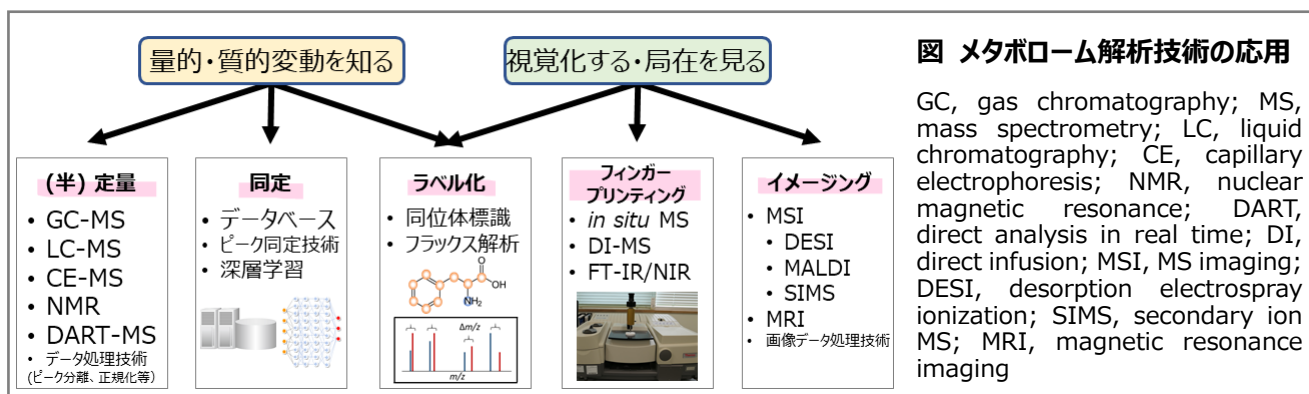 量的・質的変動を知る
視覚化する・局在を見る
(半) 定量
• GC-MS
• LC-MS
• CE-MS
• NMR
• DART-MS
• データ処理技術
(ピーク分離、正規化等)
同定
• データベース
• ピーク同定技術
• 深層学習
ラベル化
• 同位体標識
• フラックス解析
O
OH
NH₂
Δm/z
m/z
フィンガー
プリンティング
• in situ MS
• DI-MS
• FT-IR/NIR
イメージング
• MSI
• DESI
• MALDI
• SIMS
• MRI
• 画像データ処理技術
図 メタボローム解析技術の応用
GC, gas chromatography; MS,
mass spectrometry; LC, liquid
chromatography; CE, capillary
electrophoresis; NMR, nuclear
magnetic resonance; DART,
direct analysis in real time; DI,
direct infusion; MSI, MS imaging;
DESI, desorption electrospray
ionization; SIMS, secondary ion
MS; MRI, magnetic resonance
imaging